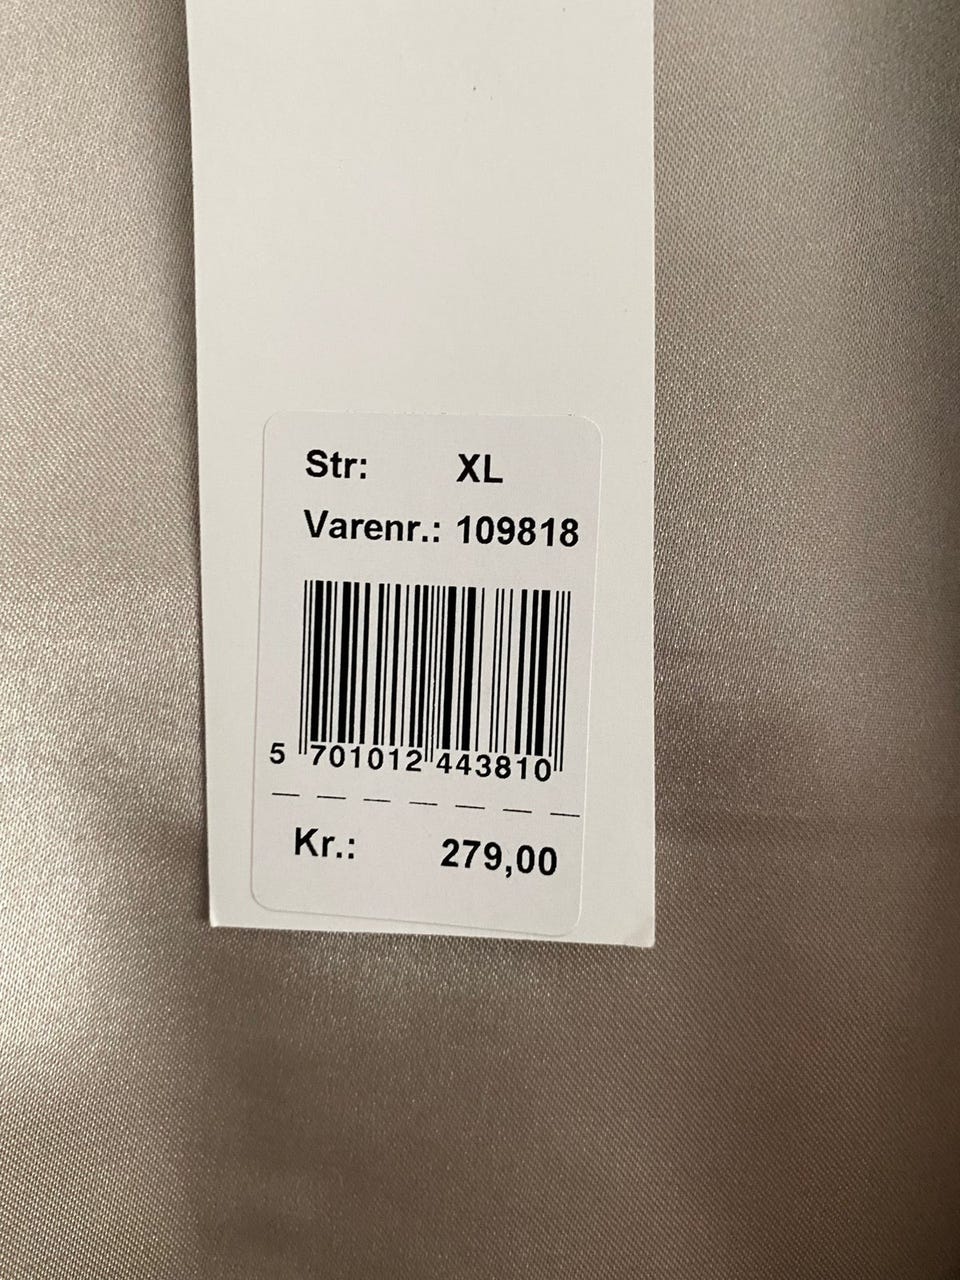 Str: XL
Varenr.: 109818
5 701012 443810
Kr.: 279,00